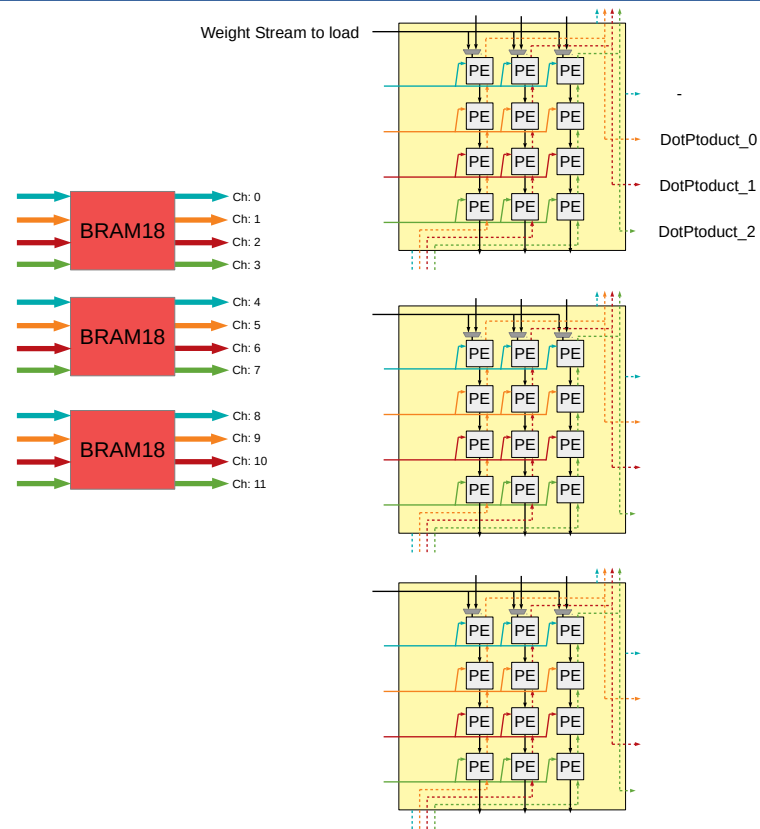 Weight Stream to load
PE PE PE
-
PE PE PE
DotPtoduct_0
PE PE PE
DotPtoduct_1
PE PE PE
DotPtoduct_2
BRAM18
Ch: 0
Ch: 1
Ch: 2
Ch: 3
BRAM18
Ch: 4
Ch: 5
Ch: 6
Ch: 7
PE PE PE
PE PE PE
PE PE PE
PE PE PE
BRAM18
Ch: 8
Ch: 9
Ch: 10
Ch: 11
PE PE PE
PE PE PE
PE PE PE
PE PE PE